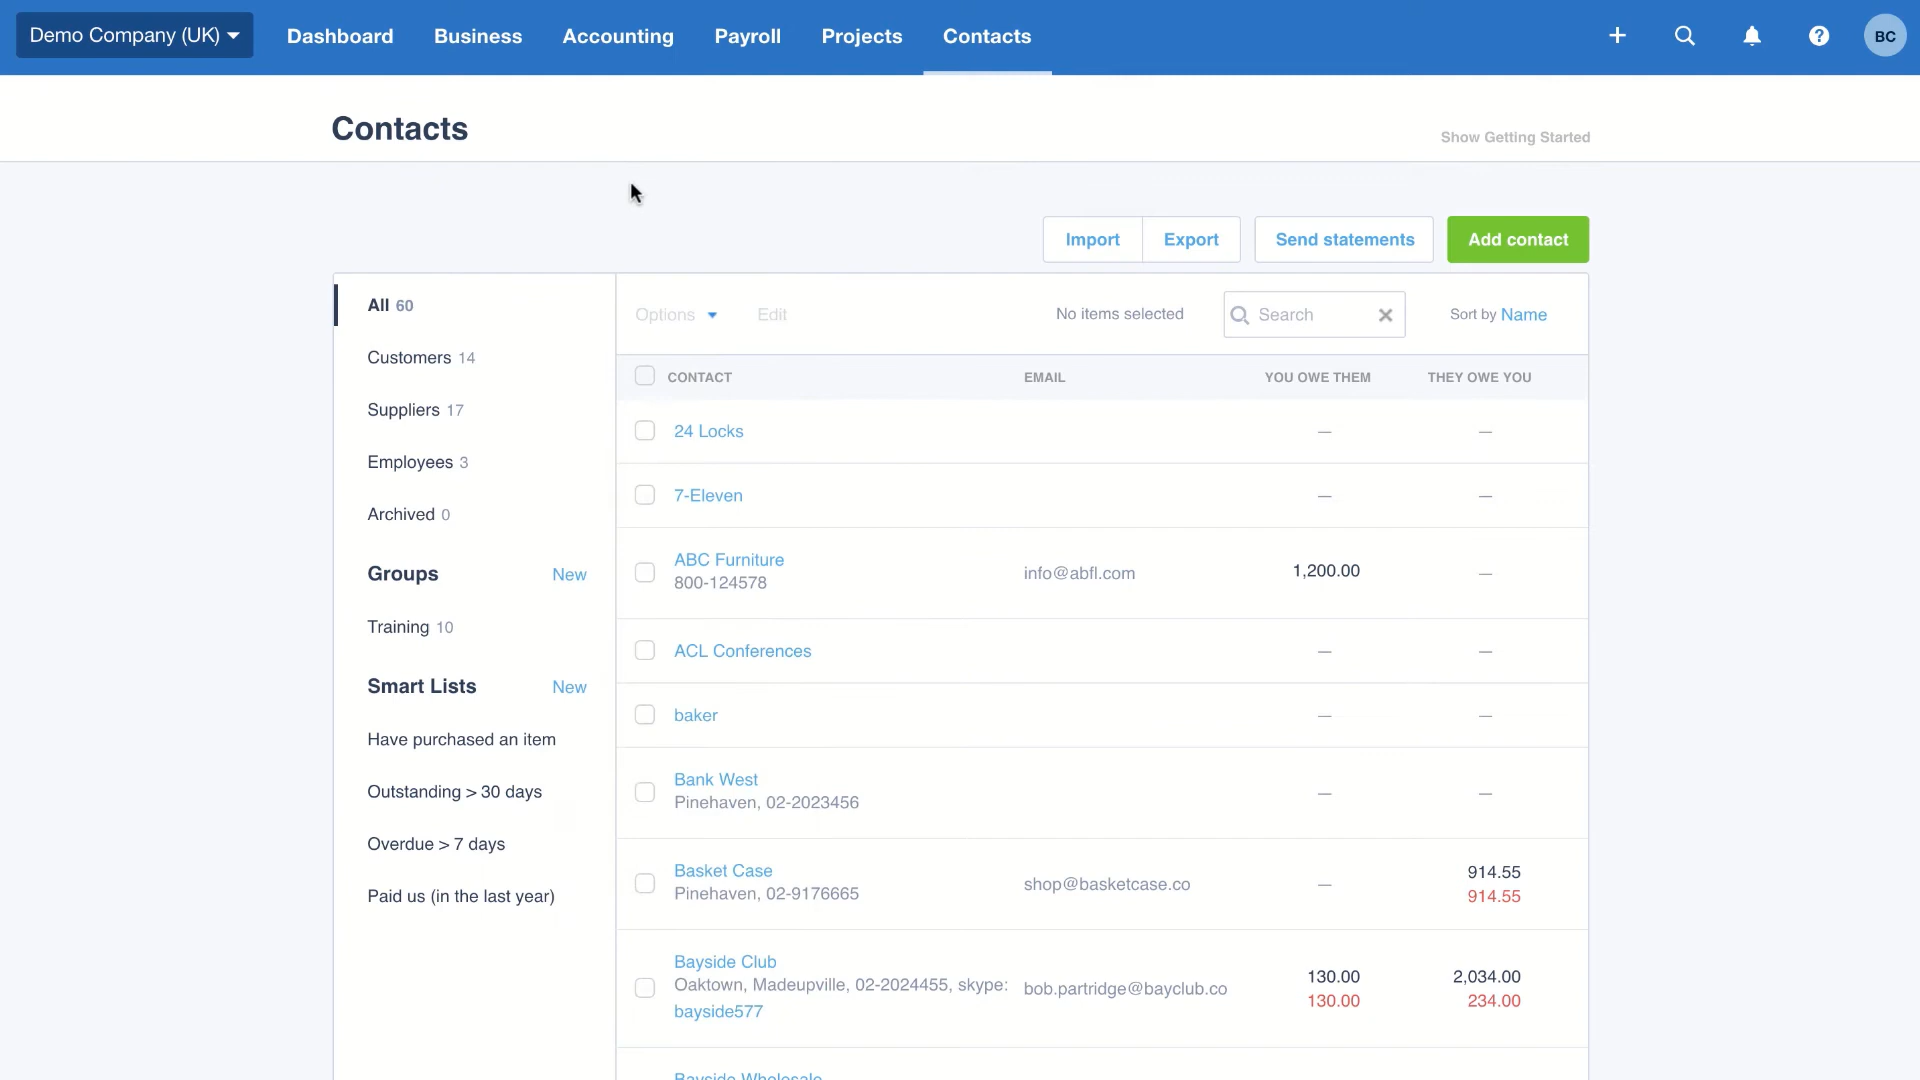 Demo Company (UK)
Dashboard
Business
Accounting
Payroll
Projects
Contacts
BC
Contacts
Show Getting Started
Import
Export
Send statements
Add contact
All 60
Customers 14
Suppliers 17
Employees 3
Archived 0
Groups New
Training 10
Smart Lists New
Have purchased an item
Outstanding > 30 days
Overdue > 7 days
Paid us (in the last year)
Options
Edit
No items selected
Search
Sort by Name
CONTACT EMAIL YOU OWE THEM THEY OWE YOU
24 Locks — —
7-Eleven — —
ABC Furniture
800-124578
info@abfl.com
1,200.00
—
ACL Conferences — —
baker — —
Bank West
Pinehaven, 02-2023456
— —
Basket Case
Pinehaven, 02-9176665
shop@basketcase.co
—
914.55
914.55
Bayside Club
Oaktown, Madeupville, 02-2024455, skype:
bayside577
bob.partridge@bayclub.co
130.00
130.00
2,034.00
234.00
Bayside Wholesale